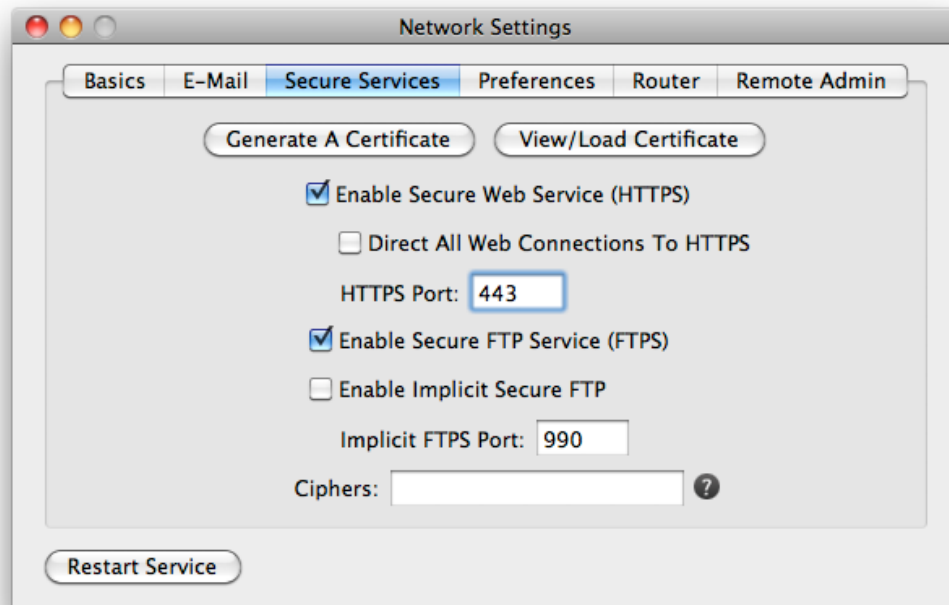 Network Settings
Basics E-Mail Secure Services Preferences Router Remote Admin
Generate A Certificate View/Load Certificate
Enable Secure Web Service (HTTPS)
Direct All Web Connections To HTTPS
HTTPS Port: 443
Enable Secure FTP Service (FTPS)
Enable Implicit Secure FTP
Implicit FTPS Port: 990
Ciphers: ?
Restart Service